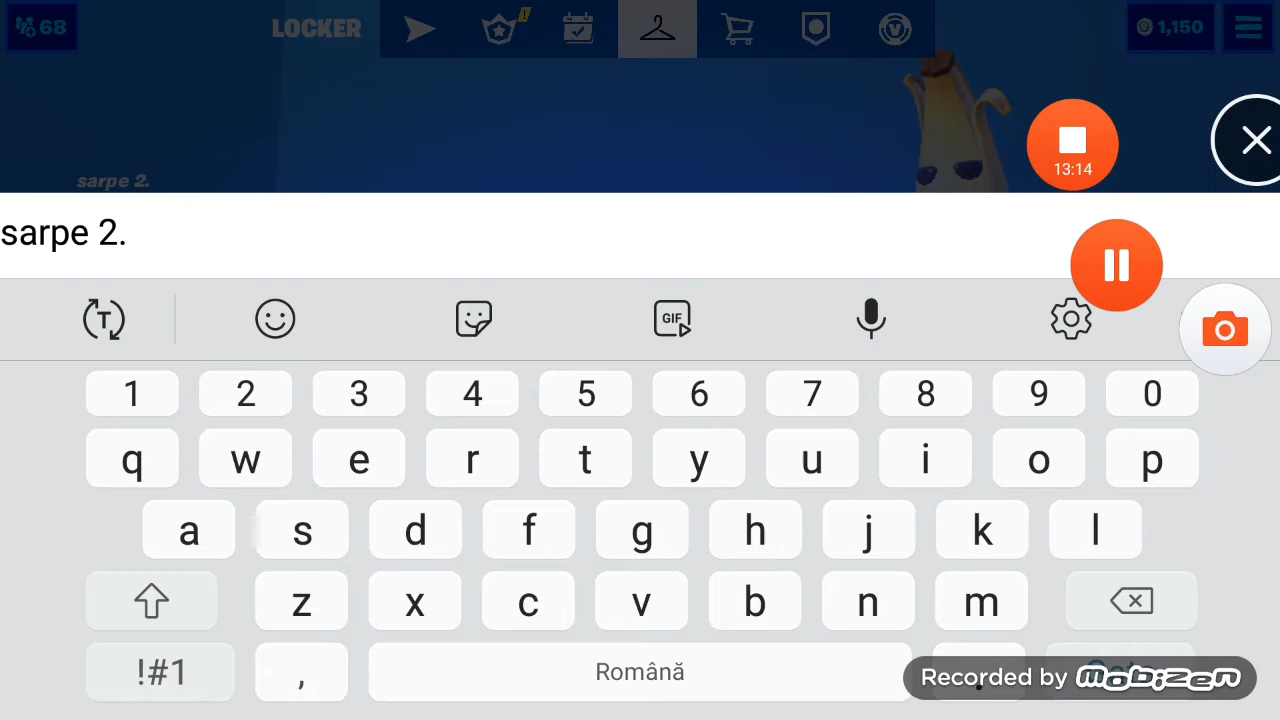 68 LOCKER ! V 1,150
sarpe 2.
13:14
sarpe 2.
T GIF
1 2 3 4 5 6 7 8 9 0
q w e r t y u i o p
a s d f g h j k l
z x c v b n m
!#1 , Română .
Recorded by mobizen